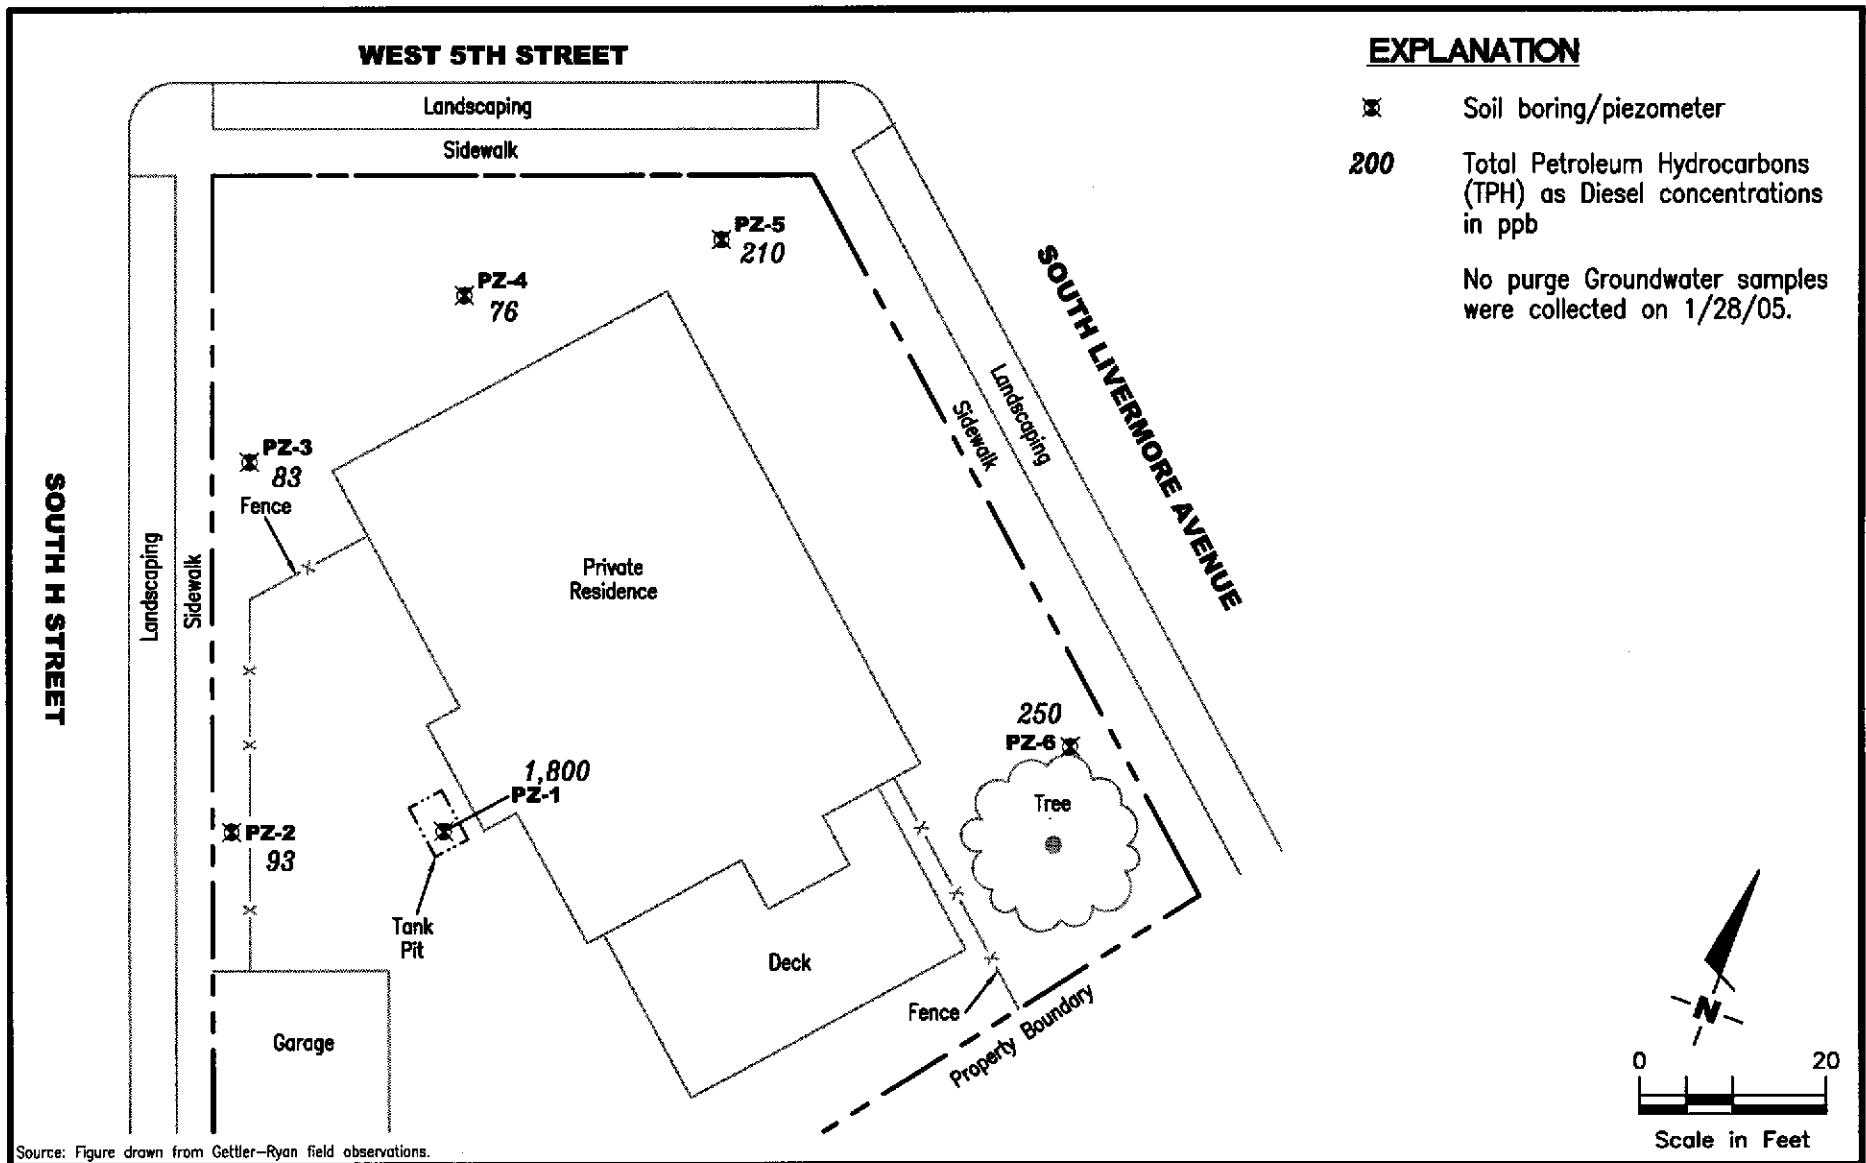 WEST 5TH STREET
Landscaping
Sidewalk
EXPLANATION
Soil boring/piezometer
200 Total Petroleum Hydrocarbons
(TPH) as Diesel concentrations
in ppb
No purge Groundwater samples
were collected on 1/28/05.
PZ-5
210
PZ-4
76
SOUTH LIVERMORE AVENUE
Landscaping
Sidewalk
PZ-3
83
Fence
SOUTH H STREET
Landscaping
Sidewalk
Private
Residence
250
PZ-6
Tree
1,800
PZ-1
PZ-2
93
Tank
Pit
Deck
Fence
Property Boundary
Garage
N
0 20
Scale in Feet
Source: Figure drawn from Gettler-Ryan field observations.